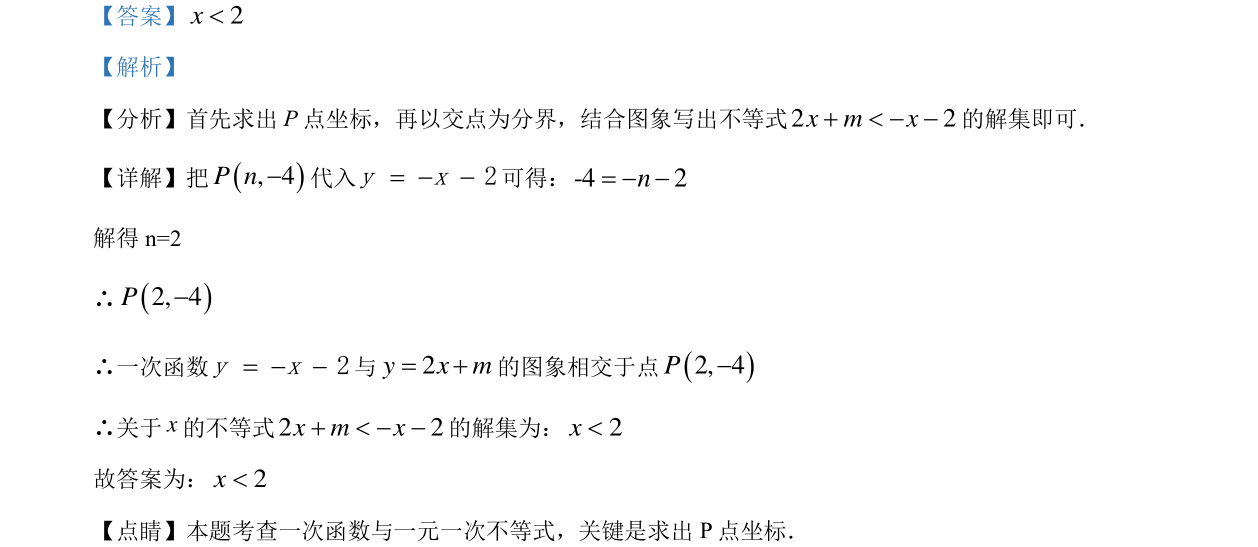 【答案】x < 2
【解析】
【分析】首先求出 P 点坐标，再以交点为分界，结合图象写出不等式 2x + m < −x − 2 的解集即可．
【详解】把 P(n,−4) 代入 y = −x − 2 可得：-4 = −n − 2
解得 n=2
∴ P(2,−4)
∴一次函数 y = −x − 2 与 y = 2x + m 的图象相交于点 P(2,−4)
∴关于 x 的不等式 2x + m < −x − 2 的解集为：x < 2
故答案为：x < 2
【点睛】本题考查一次函数与一元一次不等式，关键是求出 P 点坐标．